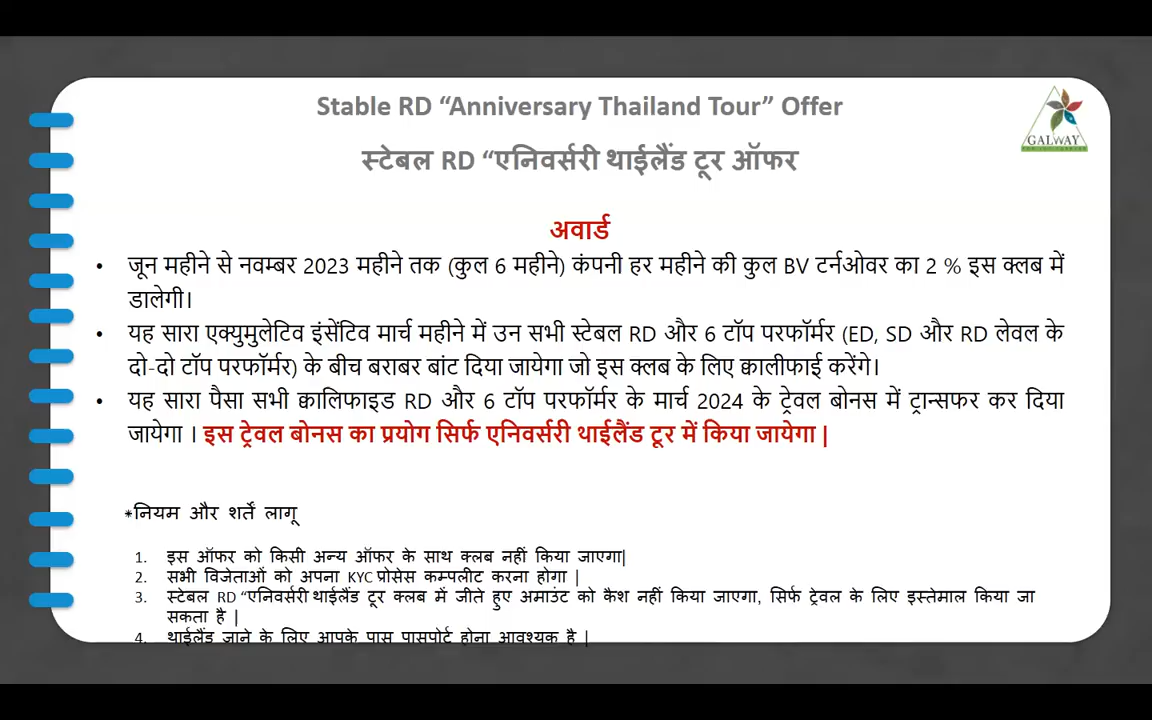 Stable RD “Anniversary Thailand Tour” Offer
GALWAY
स्टेबल RD “एनिवर्सरी थाईलैंड टूर ऑफर
अवार्ड
• जून महीने से नवम्बर 2023 महीने तक (कुल 6 महीने) कंपनी हर महीने की कुल BV टर्नओवर का 2 % इस क्लब में
डालेगी।
• यह सारा एक्युमुलेटिव इंसेंटिव मार्च महीने में उन सभी स्टेबल RD और 6 टॉप परफॉर्मर (ED, SD और RD लेवल के
दो-दो टॉप परफॉर्मर) के बीच बराबर बांट दिया जायेगा जो इस क्लब के लिए क्वालीफाई करेंगे।
• यह सारा पैसा सभी क्वालिफाइड RD और 6 टॉप परफॉर्मर के मार्च 2024 के ट्रेवल बोनस में ट्रान्सफर कर दिया
जायेगा । इस ट्रेवल बोनस का प्रयोग सिर्फ एनिवर्सरी थाईलैंड टूर में किया जायेगा |
*नियम और शर्तें लागू
1. इस ऑफर को किसी अन्य ऑफर के साथ क्लब नहीं किया जाएगा|
2. सभी विजेताओं को अपना KYC प्रोसेस कम्पलीट करना होगा |
3. स्टेबल RD “एनिवर्सरी थाईलैंड टूर क्लब में जीते हुए अमाउंट को कैश नहीं किया जाएगा, सिर्फ ट्रेवल के लिए इस्तेमाल किया जा
सकता है |
4. थाईलैंड जाने के लिए आपके पास पासपोर्ट होना आवश्यक है |